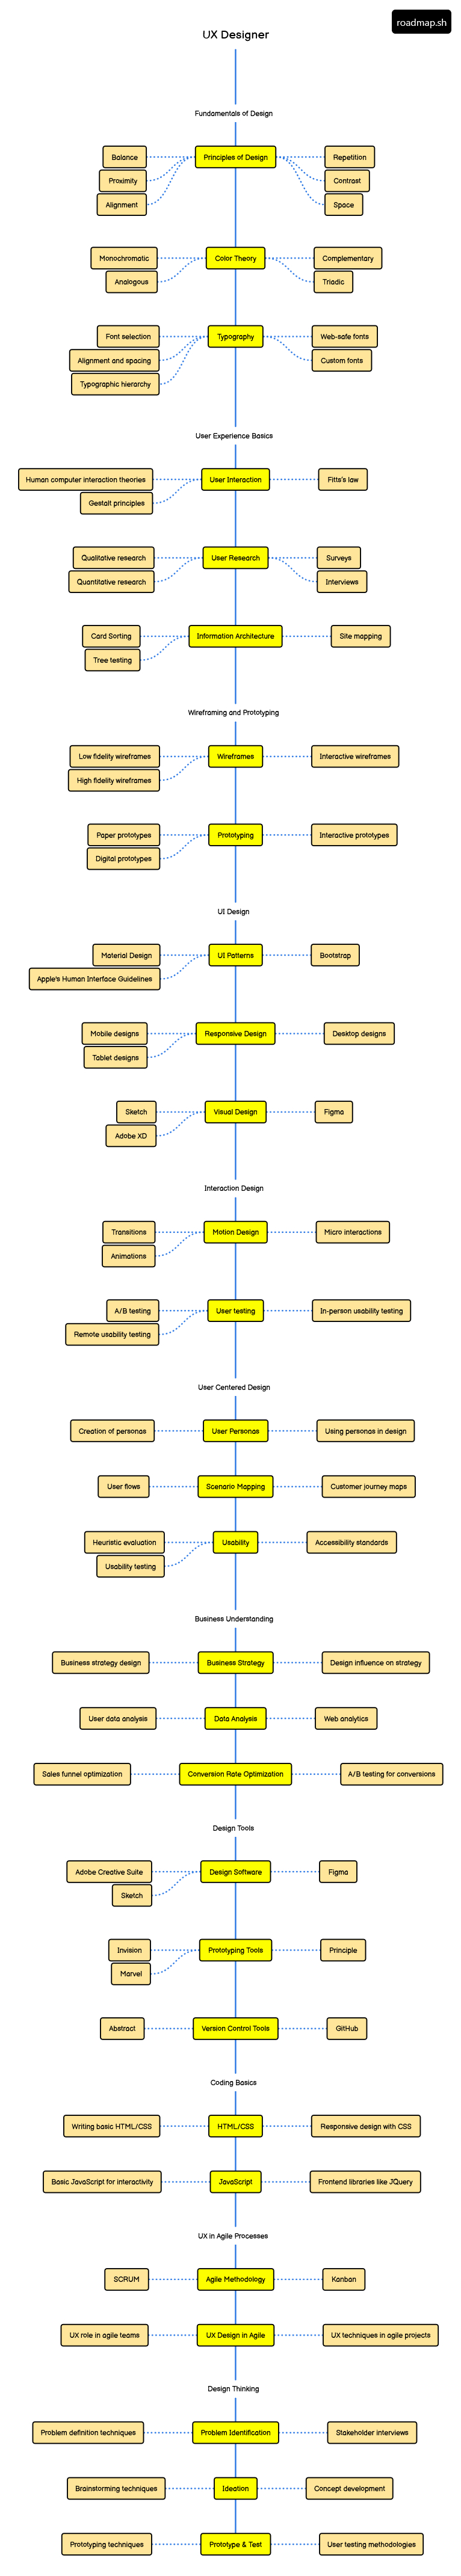 roadmap.sh
UX Designer
Fundamentals of Design
Balance
Principles of Design
Repetition
Proximity
Contrast
Alignment
Space
Monochromatic
Color Theory
Complementary
Analogous
Triadic
Font selection
Typography
Web-safe fonts
Alignment and spacing
Custom fonts
Typographic hierarchy
User Experience Basics
Human computer interaction theories
User Interaction
Fitts's law
Gestalt principles
Qualitative research
User Research
Surveys
Quantitative research
Interviews
Card Sorting
Information Architecture
Site mapping
Tree testing
Wireframing and Prototyping
Low fidelity wireframes
Wireframes
Interactive wireframes
High fidelity wireframes
Paper prototypes
Prototyping
Interactive prototypes
Digital prototypes
UI Design
Material Design
UI Patterns
Bootstrap
Apple's Human Interface Guidelines
Mobile designs
Responsive Design
Desktop designs
Tablet designs
Sketch
Visual Design
Figma
Adobe XD
Interaction Design
Transitions
Motion Design
Micro interactions
Animations
A/B testing
User testing
In-person usability testing
Remote usability testing
User Centered Design
Creation of personas
User Personas
Using personas in design
User flows
Scenario Mapping
Customer journey maps
Heuristic evaluation
Usability
Accessibility standards
Usability testing
Business Understanding
Business strategy design
Business Strategy
Design influence on strategy
User data analysis
Data Analysis
Web analytics
Sales funnel optimization
Conversion Rate Optimization
A/B testing for conversions
Design Tools
Adobe Creative Suite
Design Software
Figma
Sketch
Invision
Prototyping Tools
Principle
Marvel
Abstract
Version Control Tools
GitHub
Coding Basics
Writing basic HTML/CSS
HTML/CSS
Responsive design with CSS
Basic JavaScript for interactivity
JavaScript
Frontend libraries like JQuery
UX in Agile Processes
SCRUM
Agile Methodology
Kanban
UX role in agile teams
UX Design in Agile
UX techniques in agile projects
Design Thinking
Problem definition techniques
Problem Identification
Stakeholder interviews
Brainstorming techniques
Ideation
Concept development
Prototyping techniques
Prototype & Test
User testing methodologies